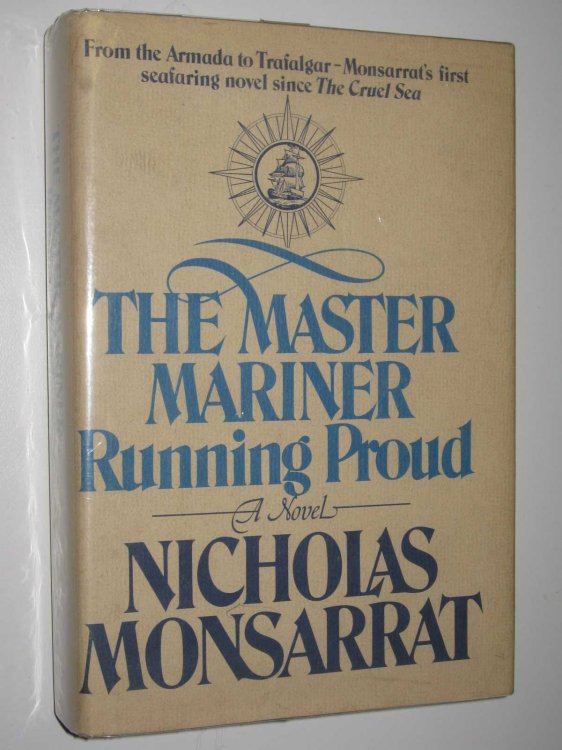 From the Armada to Trafalgar–Monsarrat's first
seafaring novel since The Cruel Sea
THE MASTER
MARINER
Running Proud
A Novel
NICHOLAS
MONSARRAT